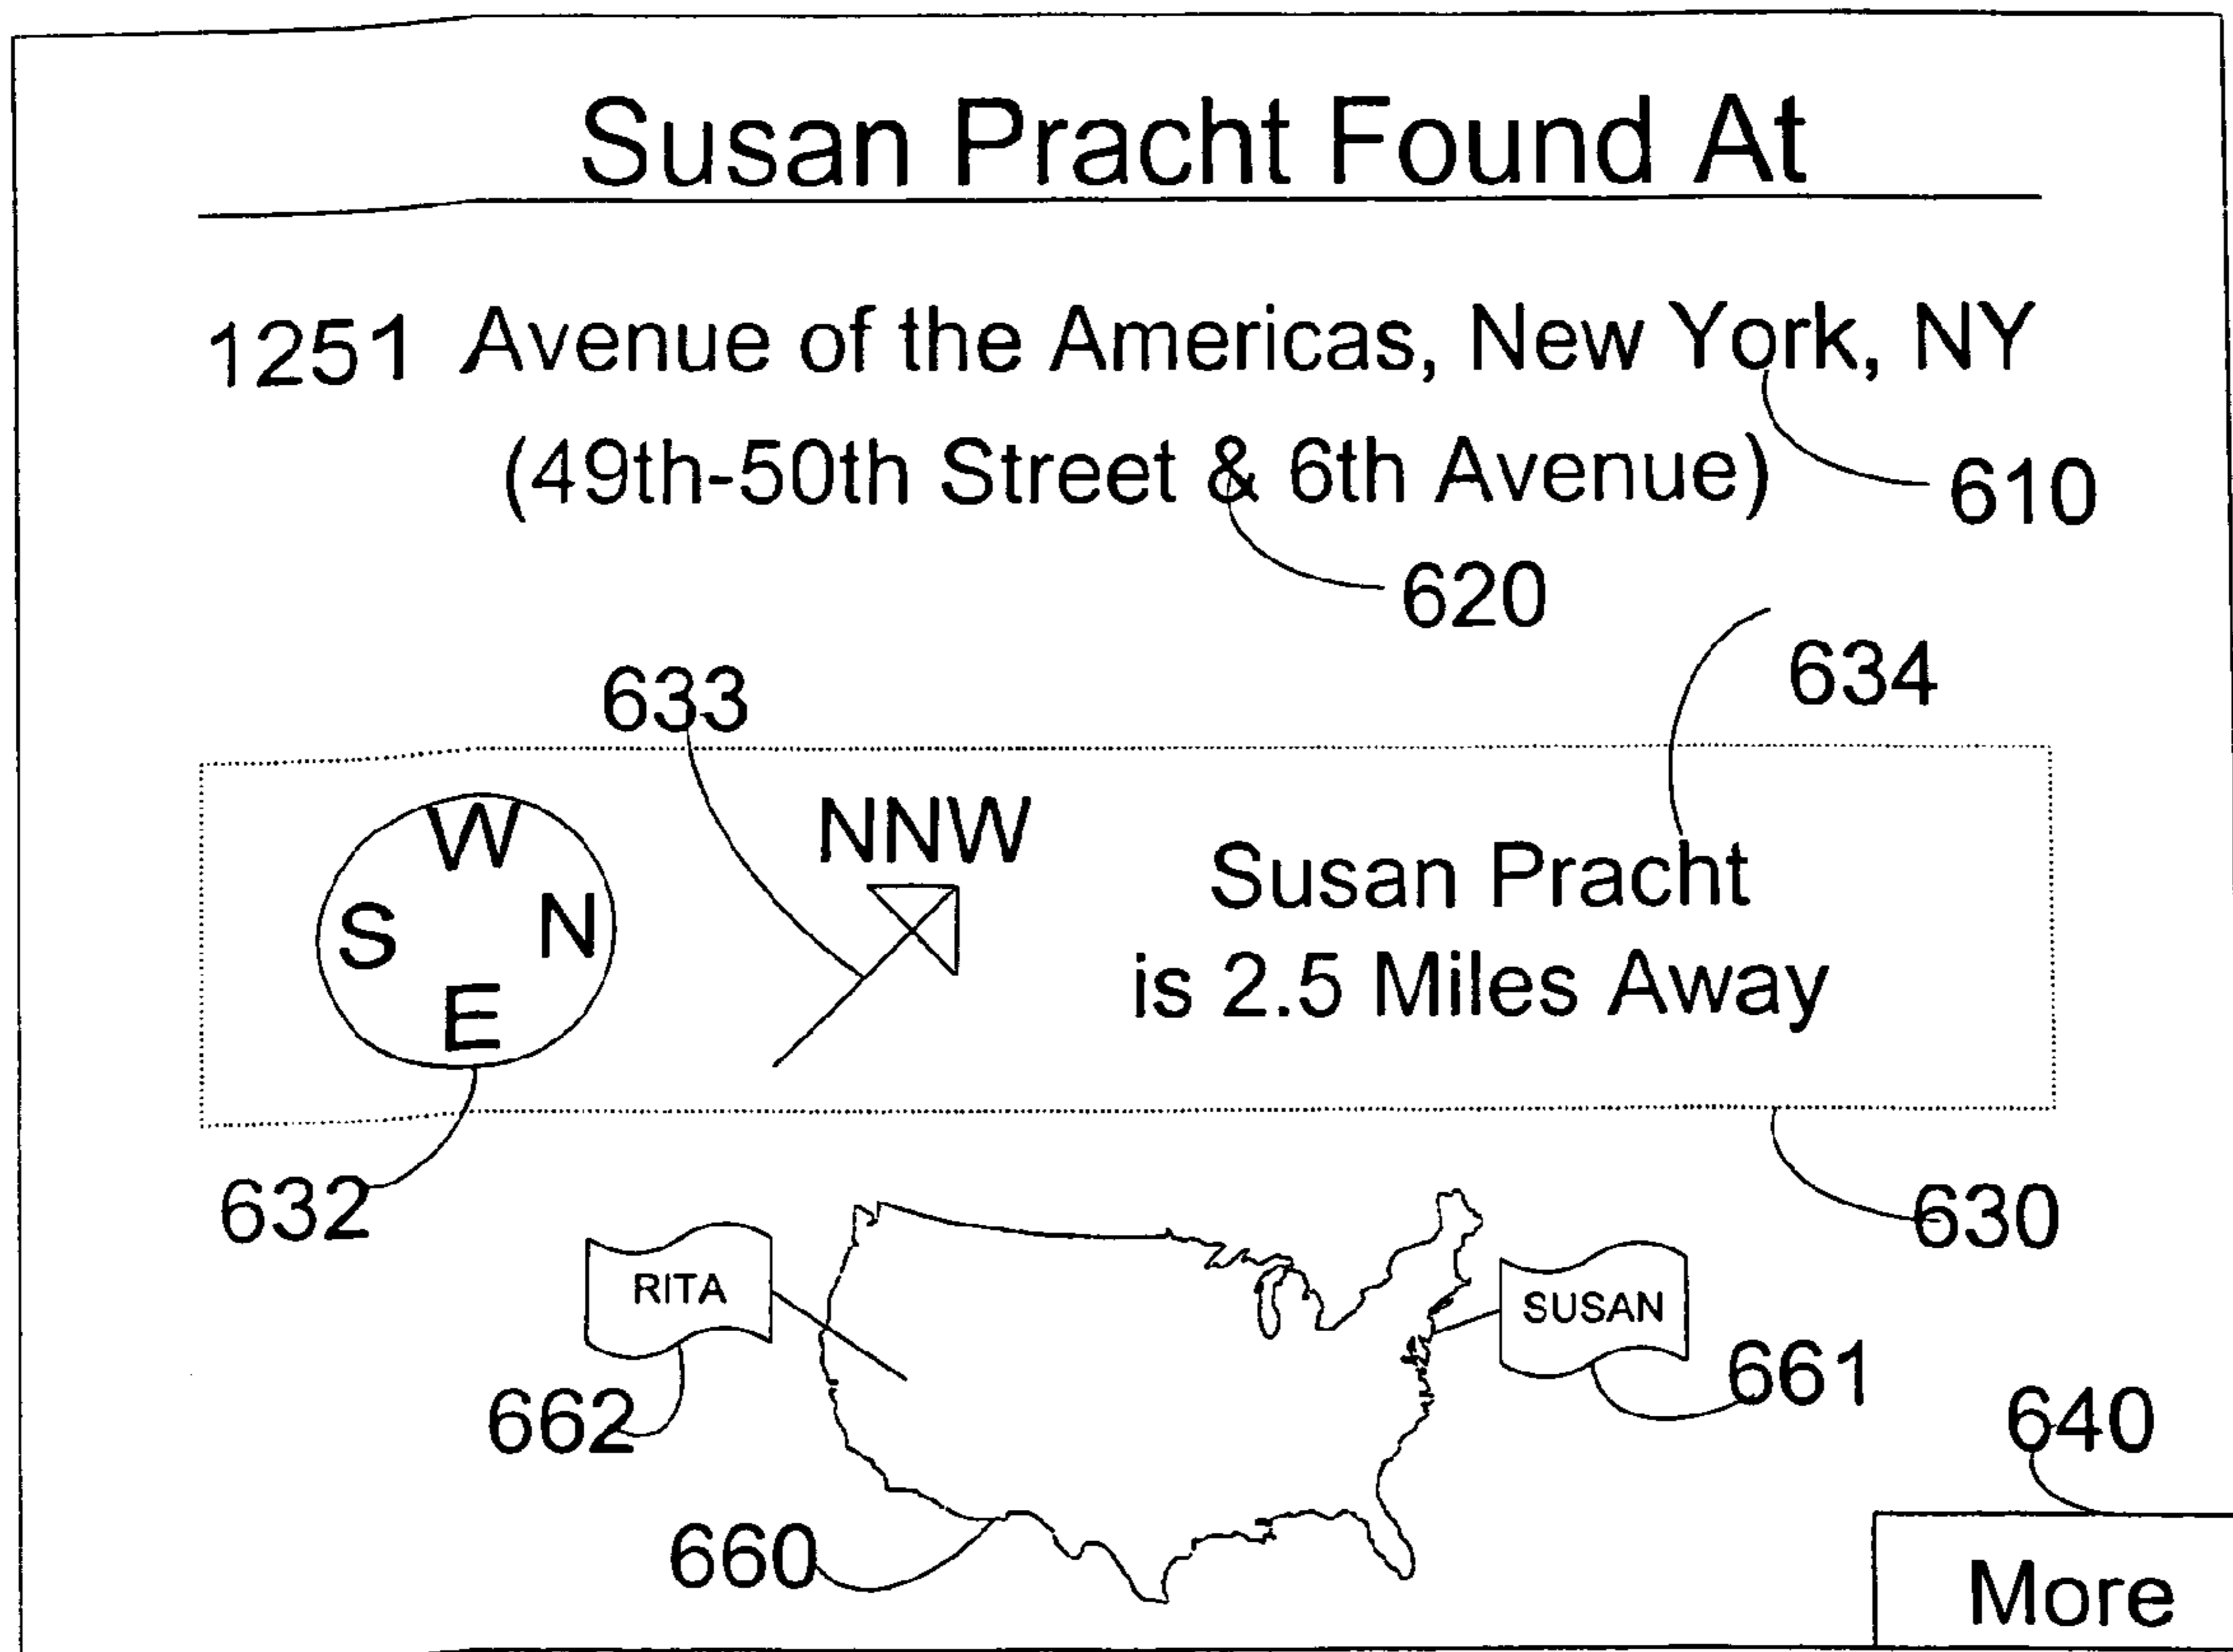 Susan Pracht Found At
1251 Avenue of the Americas, New York, NY
(49th-50th Street & 6th Avenue)
610
620
634
633
NNW
W
S N
E
Susan Pracht
is 2.5 Miles Away
632
630
RITA
SUSAN
662
661
640
660
More